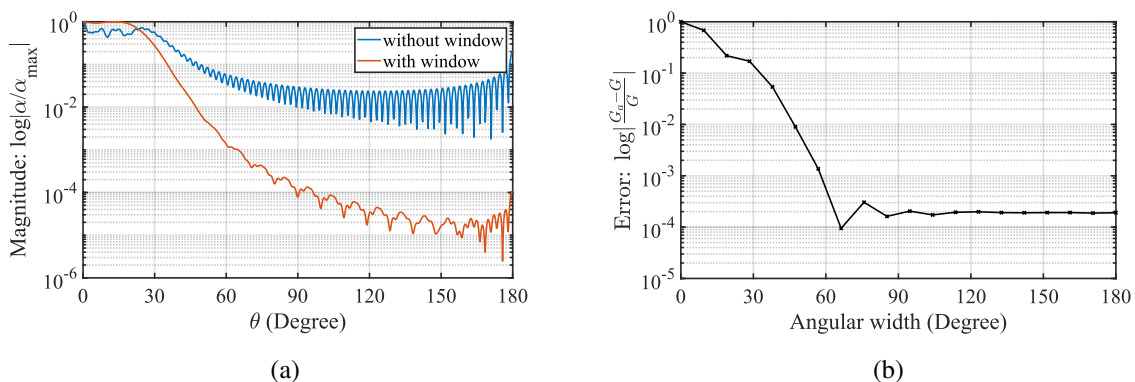 Magnitude: log|α/α_max|
10^0
10^-2
10^-4
10^-6
without window
with window
0 30 60 90 120 150 180
θ (Degree)
(a)
Error: log|(G_α−G)/G|
10^0
10^-1
10^-2
10^-3
10^-4
10^-5
0 30 60 90 120 150 180
Angular width (Degree)
(b)